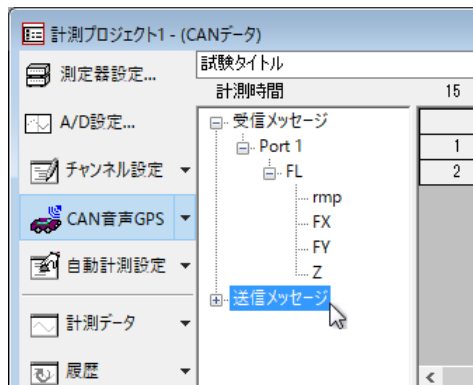 計測プロジェクト1 - (CANデータ)
測定器設定...
試験タイトル
計測時間 15
A/D設定...
受信メッセージ
Port 1
1
チャンネル設定
FL
2
rmp
CAN音声GPS
FX
FY
自動計測設定
Z
送信メッセージ
計測データ
履歴